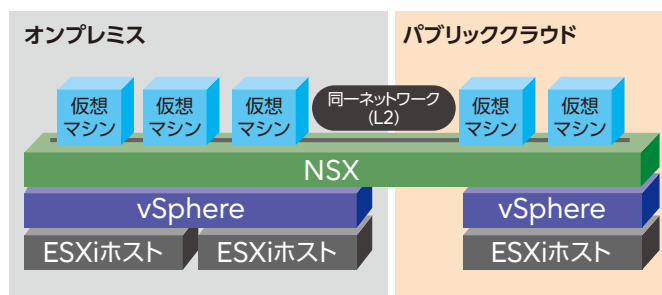 オンプレミス
パブリッククラウド
仮想
マシン
仮想
マシン
仮想
マシン
同一ネットワーク
(L2)
仮想
マシン
仮想
マシン
NSX
vSphere
vSphere
ESXiホスト
ESXiホスト
ESXiホスト